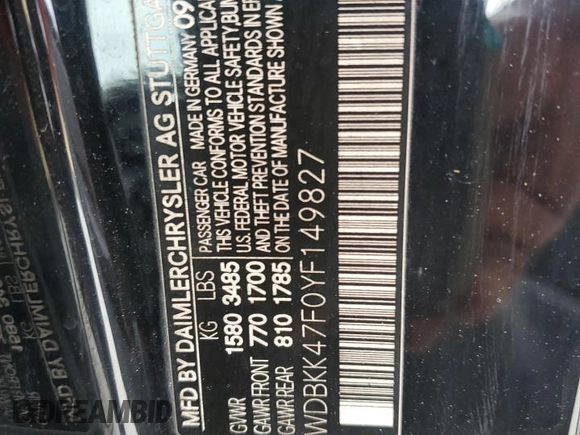 MFD BY DAIMLERCHRYSLER AG STUTTGA
KG LBS PASSENGER CAR MADE IN GERMANY 09
GVWR 1580 3485 THIS VEHICLE CONFORMS TO ALL APPLICA
GAWR FRONT 770 1700 U.S. FEDERAL MOTOR VEHICLE SAFETY, BUM
GAWR REAR 810 1785 AND THEFT PREVENTION STANDARDS IN EF
ON THE DATE OF MANUFACTURE SHOWN
WDBKK47F0YF149827
DREAMBID